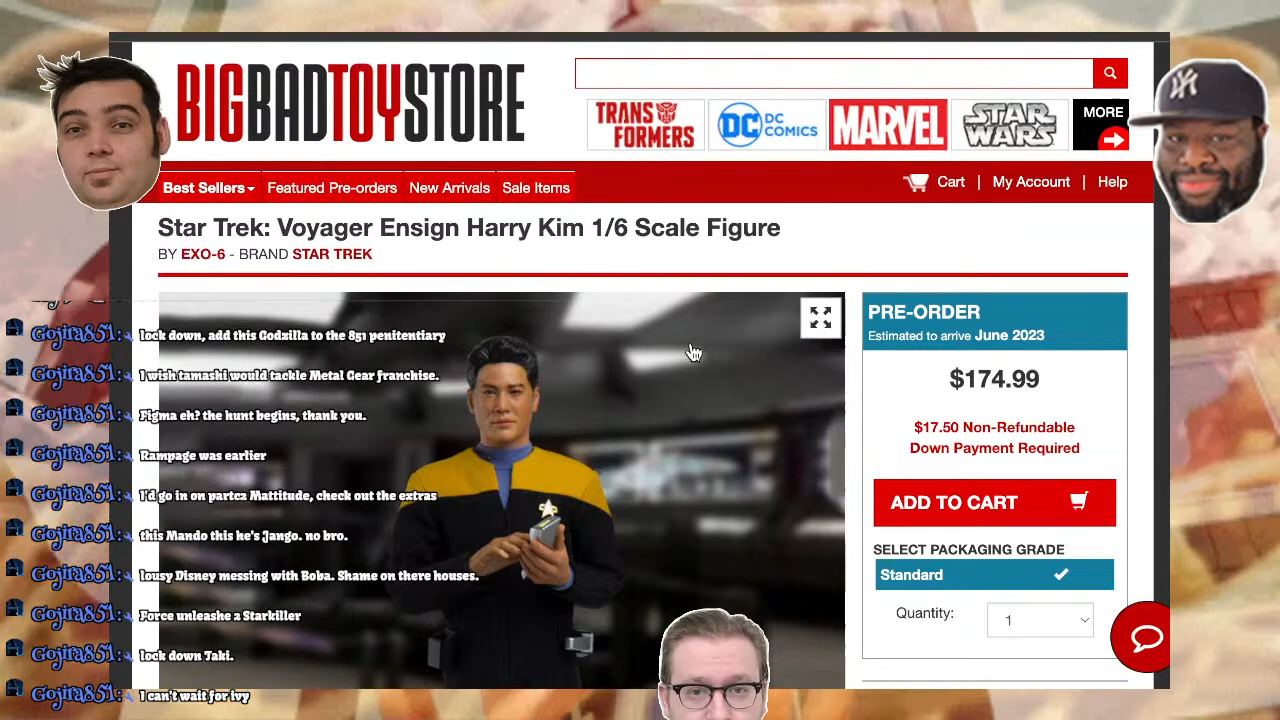 BIGBADTOYSTORE
TRANSFORMERS
DC
DC COMICS
MARVEL
STAR WARS
MORE
Best Sellers
Featured Pre-orders
New Arrivals
Sale Items
Cart | My Account | Help
Star Trek: Voyager Ensign Harry Kim 1/6 Scale Figure
BY EXO-6 - BRAND STAR TREK
PRE-ORDER
Estimated to arrive June 2023
$174.99
$17.50 Non-Refundable
Down Payment Required
ADD TO CART
SELECT PACKAGING GRADE
Standard
Quantity: 1
Gojira851: lock down, add this Godzilla to the 851 penitentiary
Gojira851: I wish tamashi would tackle Metal Gear franchise.
Gojira851: Figma eh? the hunt begins, thank you.
Gojira851: Rampage was earlier
Gojira851: I'd go in on partc2 Mattitude, check out the extras
Gojira851: this Mando this he's Jango. no bro.
Gojira851: lousy Disney messing with Boba. Shame on there houses.
Gojira851: Force unleashe a Starkiller
Gojira851: lock down Taki.
Gojira851: I can't wait for ivy